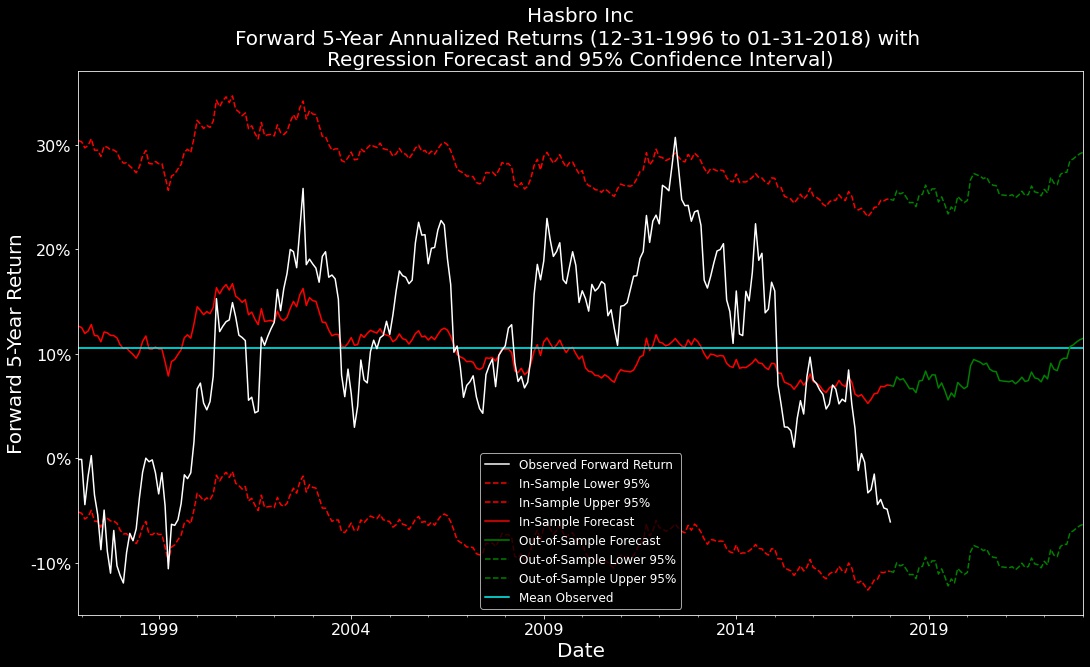 Hasbro Inc
Forward 5-Year Annualized Returns (12-31-1996 to 01-31-2018) with
Regression Forecast and 95% Confidence Interval)
Forward 5-Year Return
30%
20%
10%
0%
-10%
Observed Forward Return
In-Sample Lower 95%
In-Sample Upper 95%
In-Sample Forecast
Out-of-Sample Forecast
Out-of-Sample Lower 95%
Out-of-Sample Upper 95%
Mean Observed
1999 2004 2009 2014 2019
Date